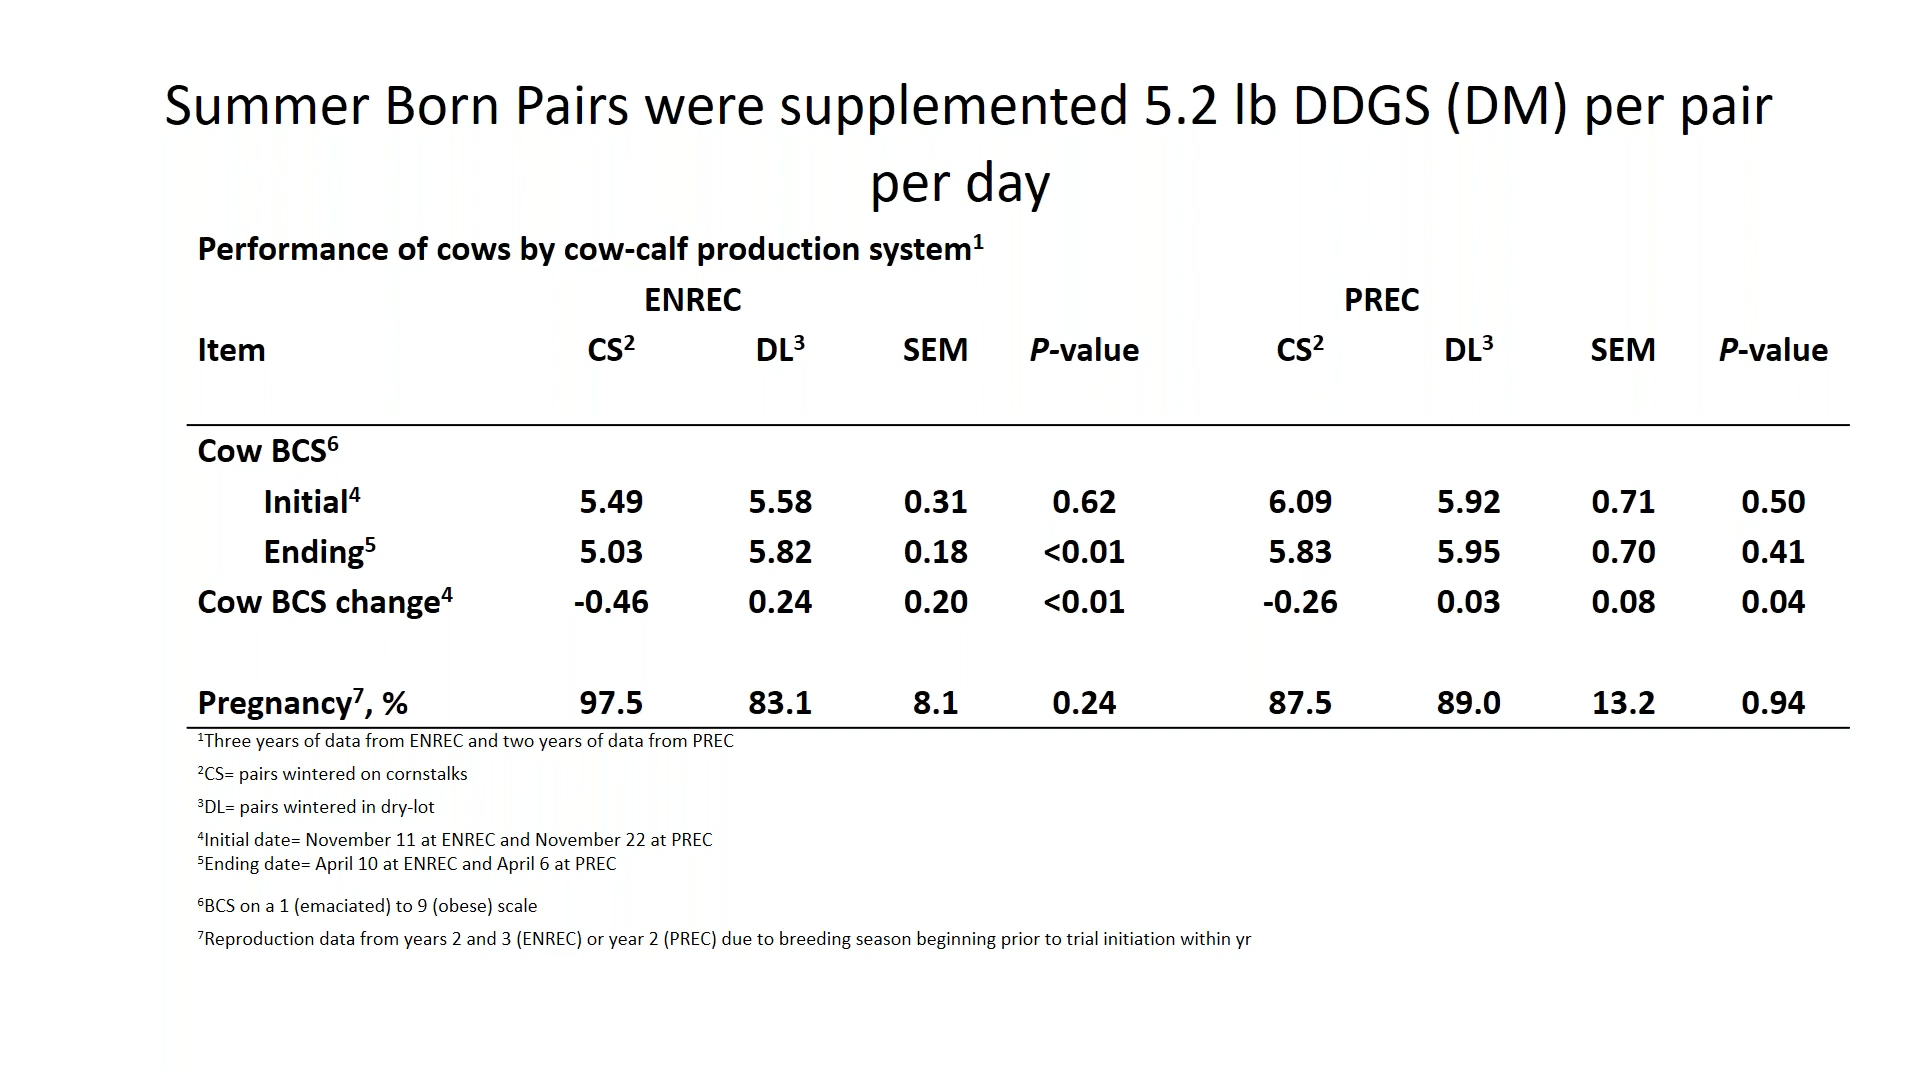 Summer Born Pairs were supplemented 5.2 lb DDGS (DM) per pair
per day
Performance of cows by cow-calf production system¹
ENREC PREC
Item CS² DL³ SEM P-value CS² DL³ SEM P-value
Cow BCS⁶
Initial⁴ 5.49 5.58 0.31 0.62 6.09 5.92 0.71 0.50
Ending⁵ 5.03 5.82 0.18 <0.01 5.83 5.95 0.70 0.41
Cow BCS change⁴ -0.46 0.24 0.20 <0.01 -0.26 0.03 0.08 0.04
Pregnancy⁷, % 97.5 83.1 8.1 0.24 87.5 89.0 13.2 0.94
¹Three years of data from ENREC and two years of data from PREC
²CS= pairs wintered on cornstalks
³DL= pairs wintered in dry-lot
⁴Initial date= November 11 at ENREC and November 22 at PREC
⁵Ending date= April 10 at ENREC and April 6 at PREC
⁶BCS on a 1 (emaciated) to 9 (obese) scale
⁷Reproduction data from years 2 and 3 (ENREC) or year 2 (PREC) due to breeding season beginning prior to trial initiation within yr